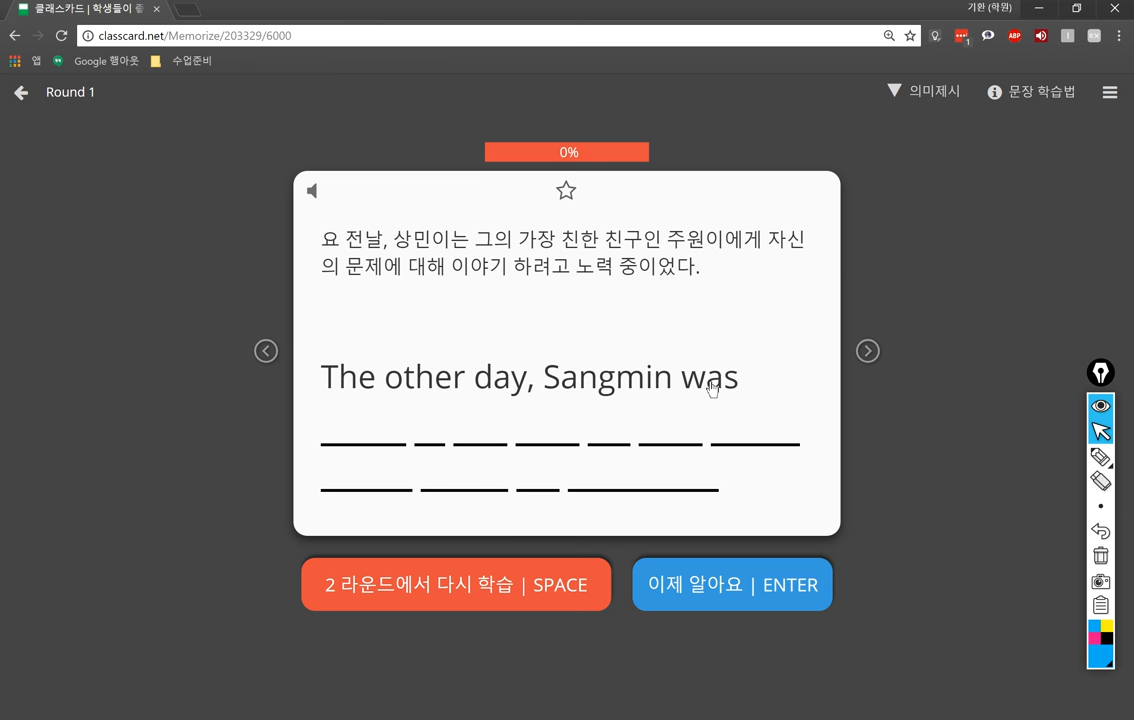 클래스카드 | 학생들이 줄
기환 (학원)
classcard.net/Memorize/203329/6000
앱 Google 행아웃 수업준비
Round 1
의미제시
문장 학습법
0%
요 전날, 상민이는 그의 가장 친한 친구인 주원이에게 자신
의 문제에 대해 이야기 하려고 노력 중이었다.
The other day, Sangmin was
2 라운드에서 다시 학습 | SPACE
이제 알아요 | ENTER
ABP
1